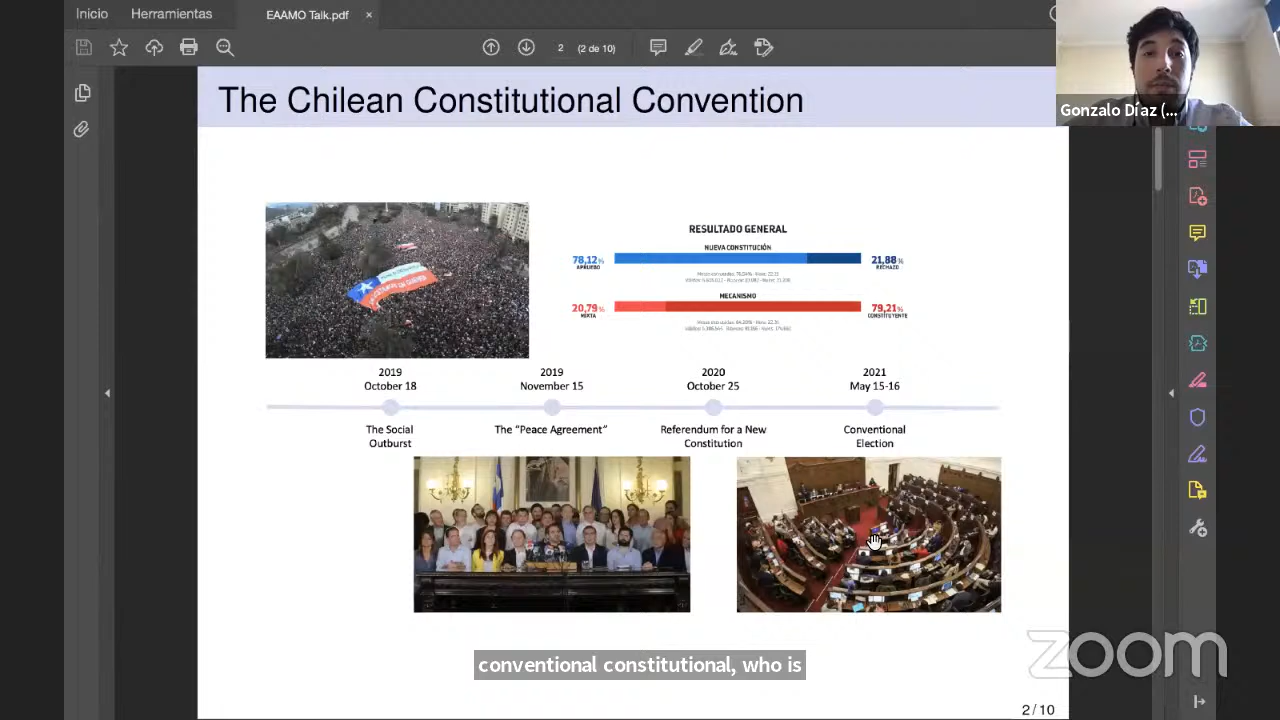 Inicio
Herramientas
EAAMO Talk.pdf
×
2
(2 de 10)
Gonzalo Díaz (...
The Chilean Constitutional Convention
RESULTADO GENERAL
NUEVA CONSTITUCIÓN
78,12%
APRUEBO
21,88%
RECHAZO
MECANISMO
20,79%
MIXTA
79,21%
CONSTITUYENTE
2019
October 18
2019
November 15
2020
October 25
2021
May 15-16
The Social
Outburst
The "Peace Agreement"
Referendum for a New
Constitution
Conventional
Election
conventional constitutional, who is
zoom
2/10